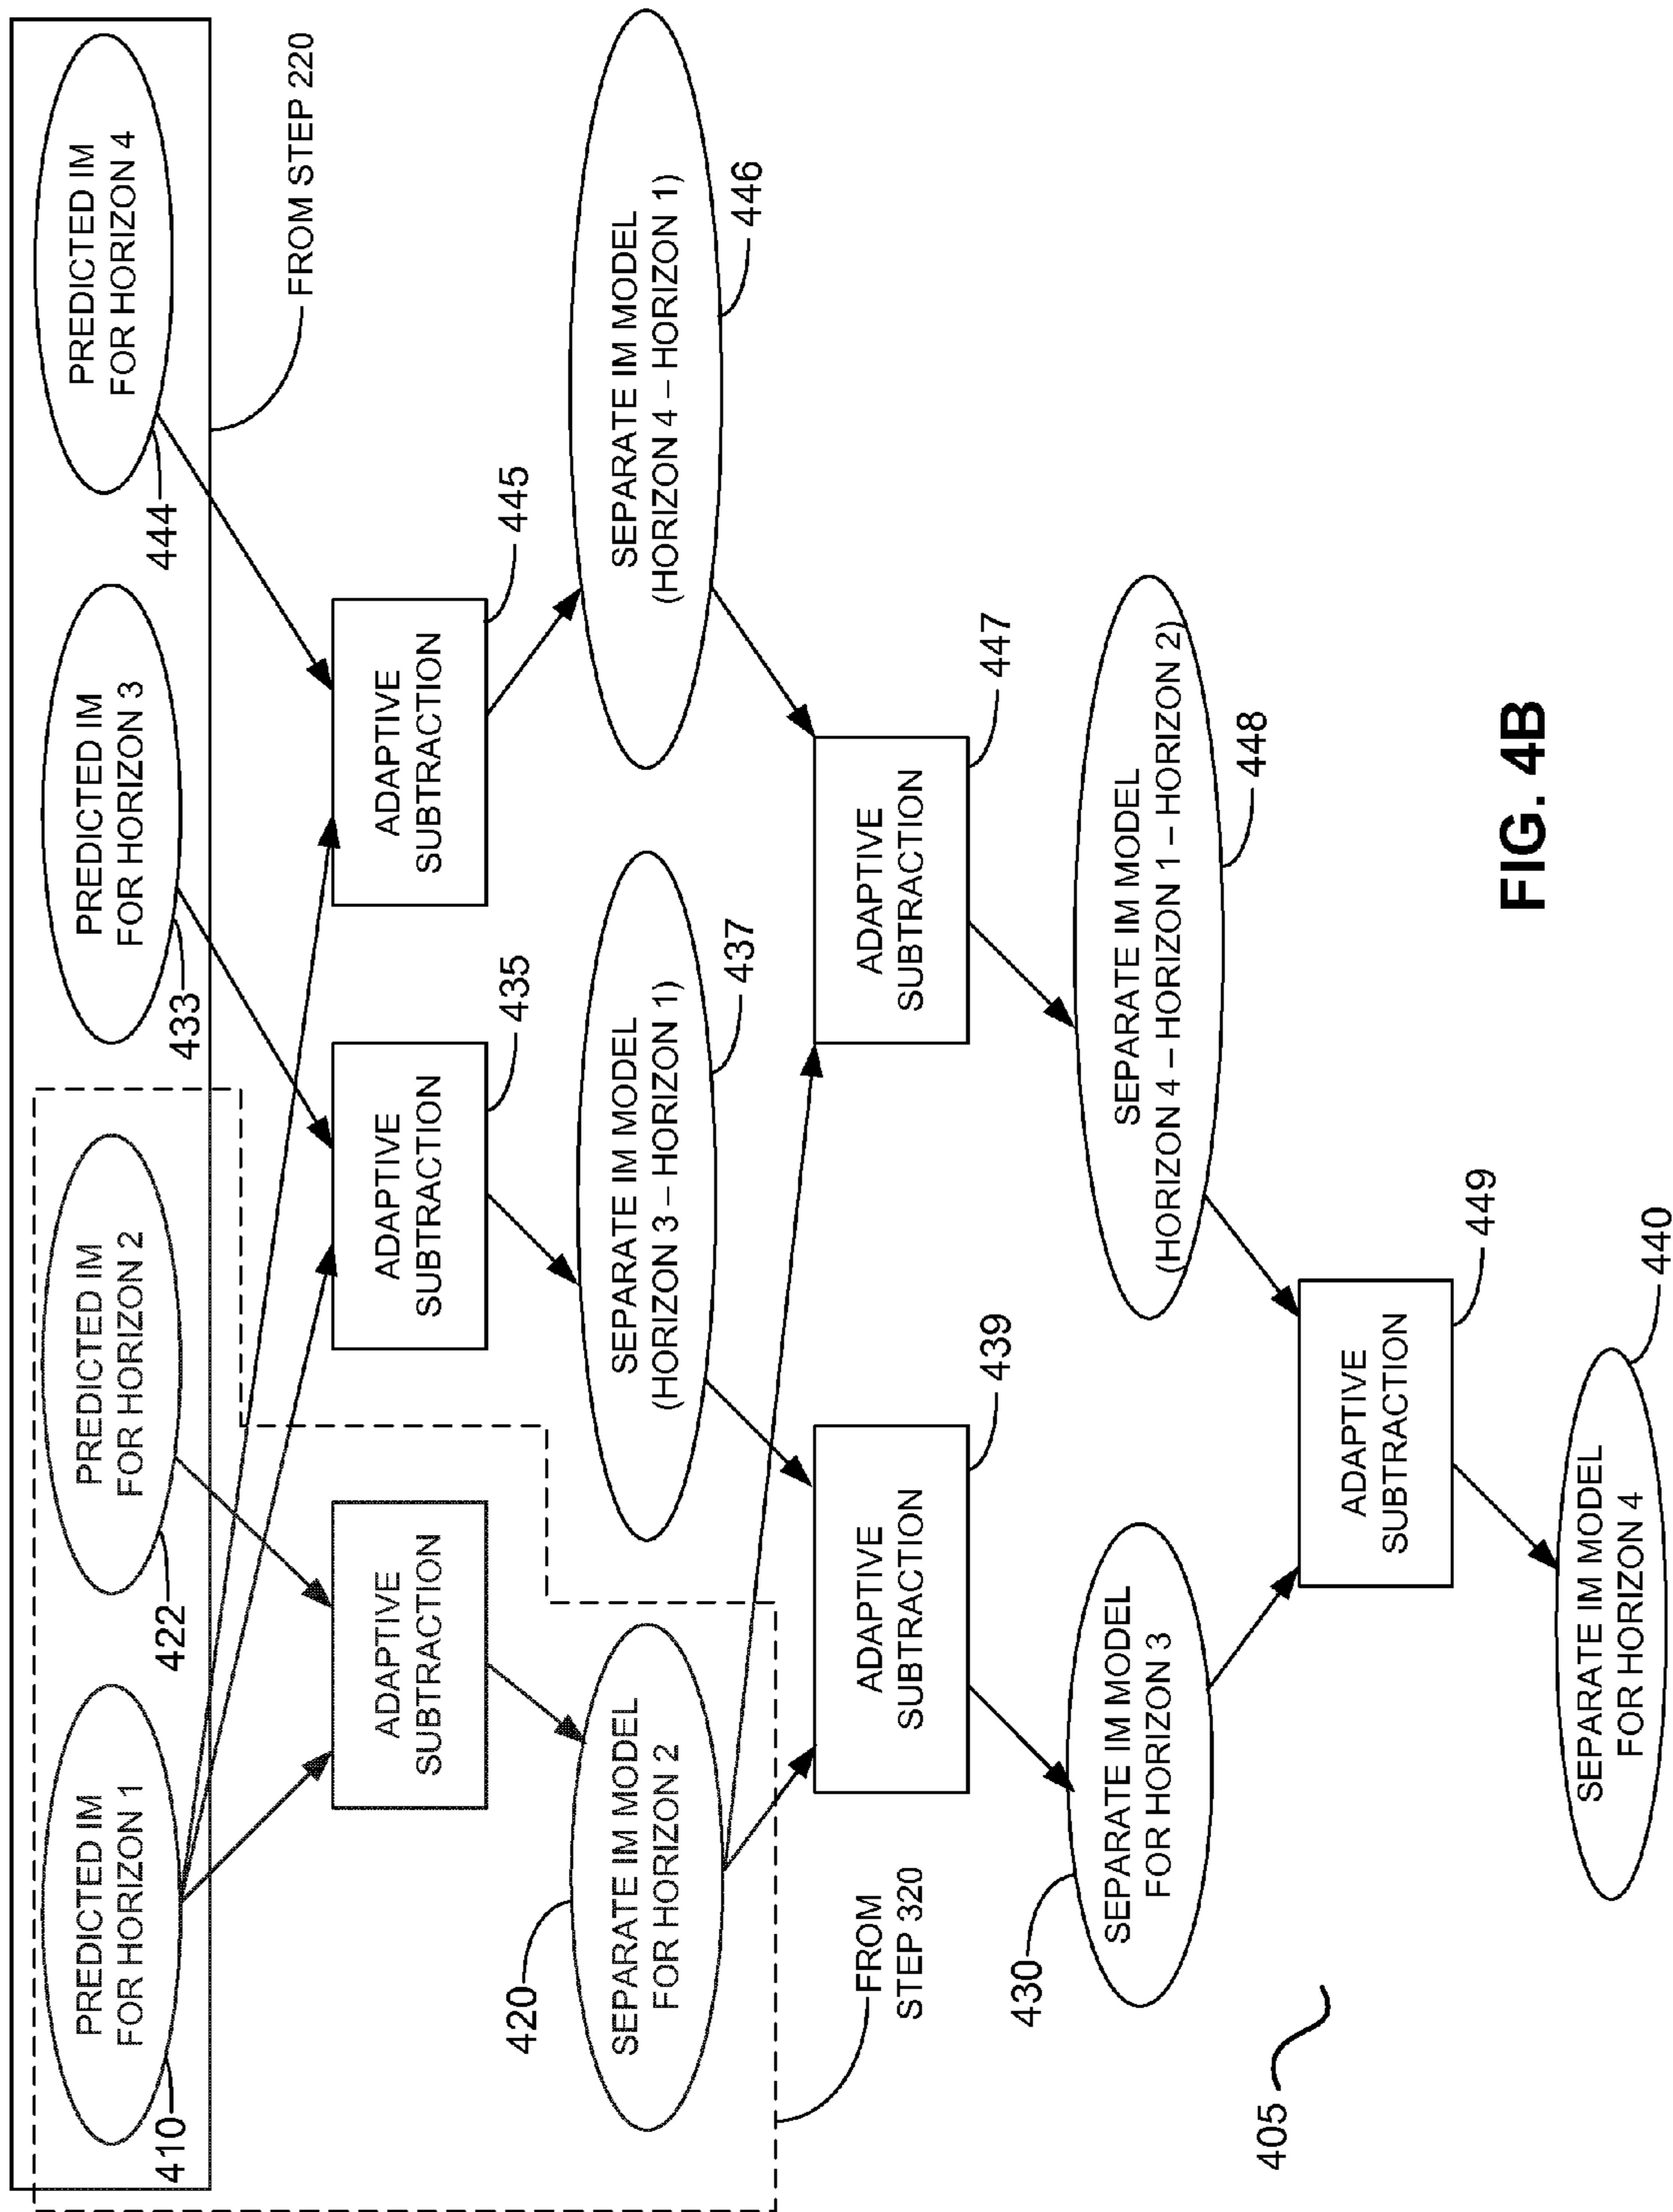 PREDICTED IM
FOR HORIZON 1
410
PREDICTED IM
FOR HORIZON 2
422
PREDICTED IM
FOR HORIZON 3
433
PREDICTED IM
FOR HORIZON 4
444
FROM STEP 220
ADAPTIVE
SUBTRACTION
ADAPTIVE
SUBTRACTION
435
ADAPTIVE
SUBTRACTION
445
420
SEPARATE IM MODEL
FOR HORIZON 2
SEPARATE IM MODEL
(HORIZON 3 – HORIZON 1)
437
SEPARATE IM MODEL
(HORIZON 4 – HORIZON 1)
446
FROM
STEP 320
ADAPTIVE
SUBTRACTION
439
ADAPTIVE
SUBTRACTION
447
430
SEPARATE IM MODEL
FOR HORIZON 3
SEPARATE IM MODEL
(HORIZON 4 – HORIZON 1 – HORIZON 2)
448
405
ADAPTIVE
SUBTRACTION
449
SEPARATE IM MODEL
FOR HORIZON 4
440
FIG. 4B